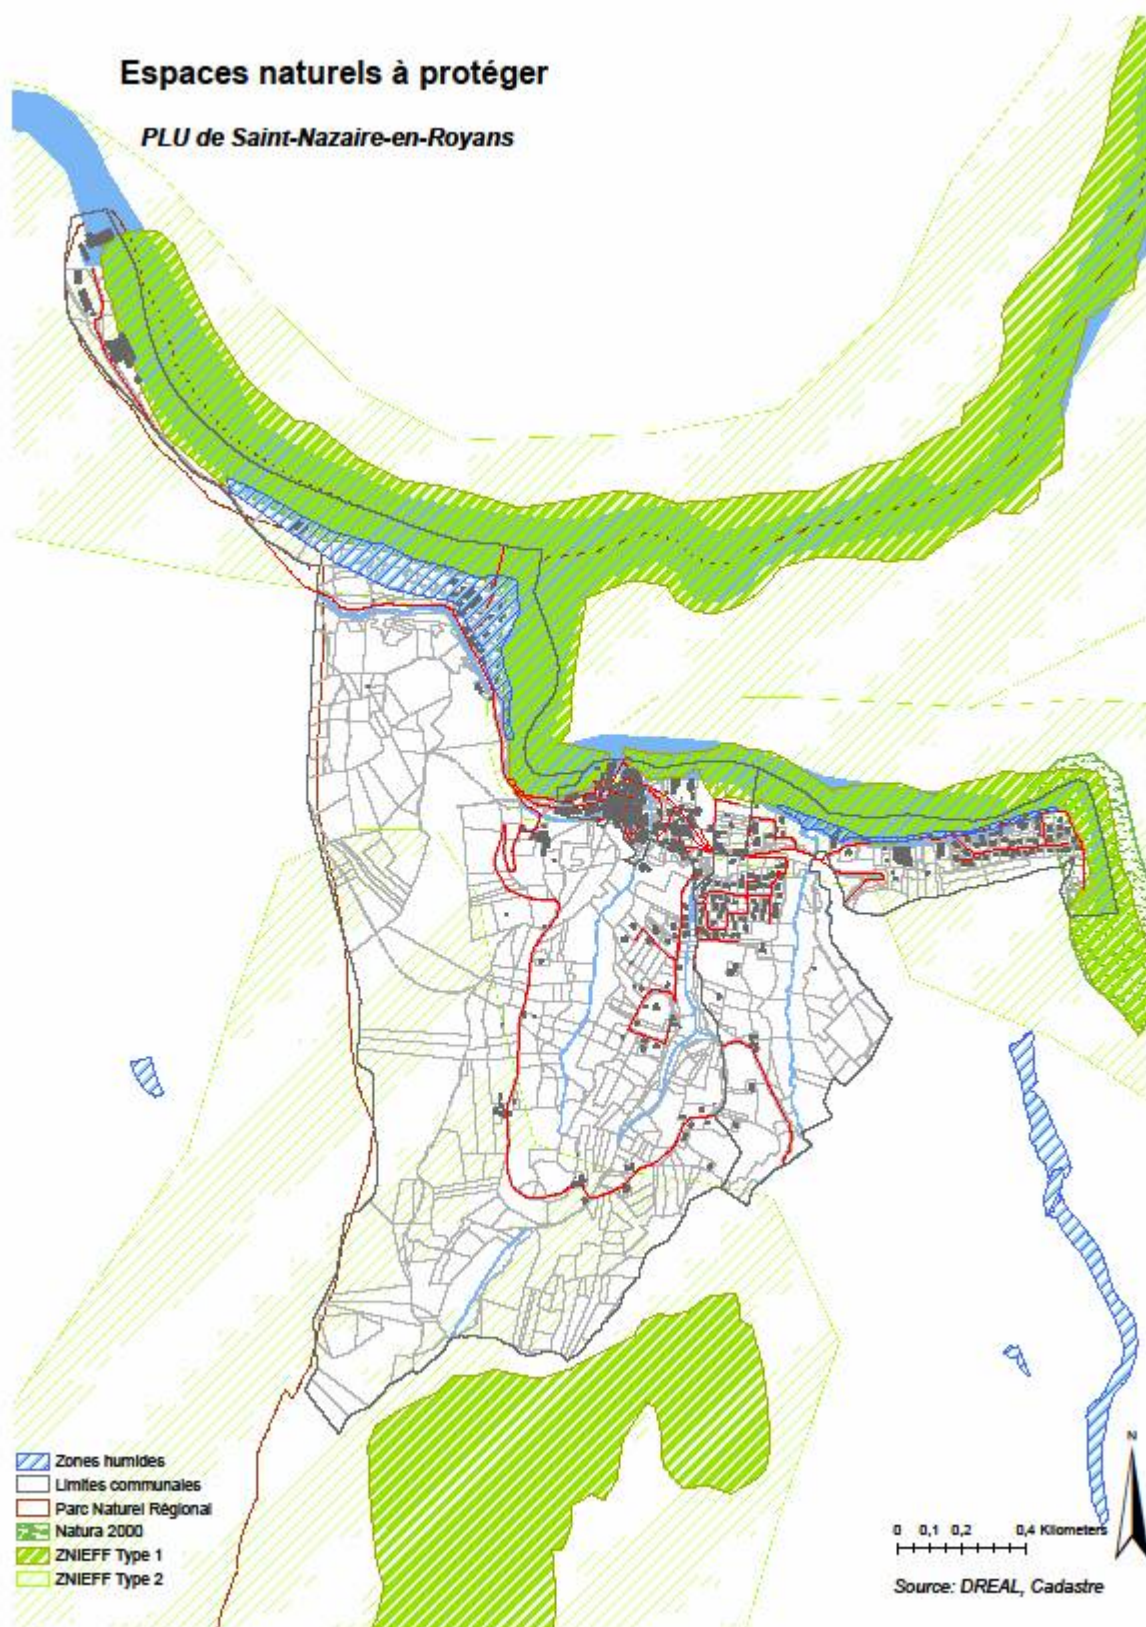 Espaces naturels à protéger
PLU de Saint-Nazaire-en-Royans
Zones humides
Limites communales
Parc Naturel Régional
Natura 2000
ZNIEFF Type 1
ZNIEFF Type 2
N
0 0,1 0,2 0,4 Kilometers
Source: DREAL, Cadastre